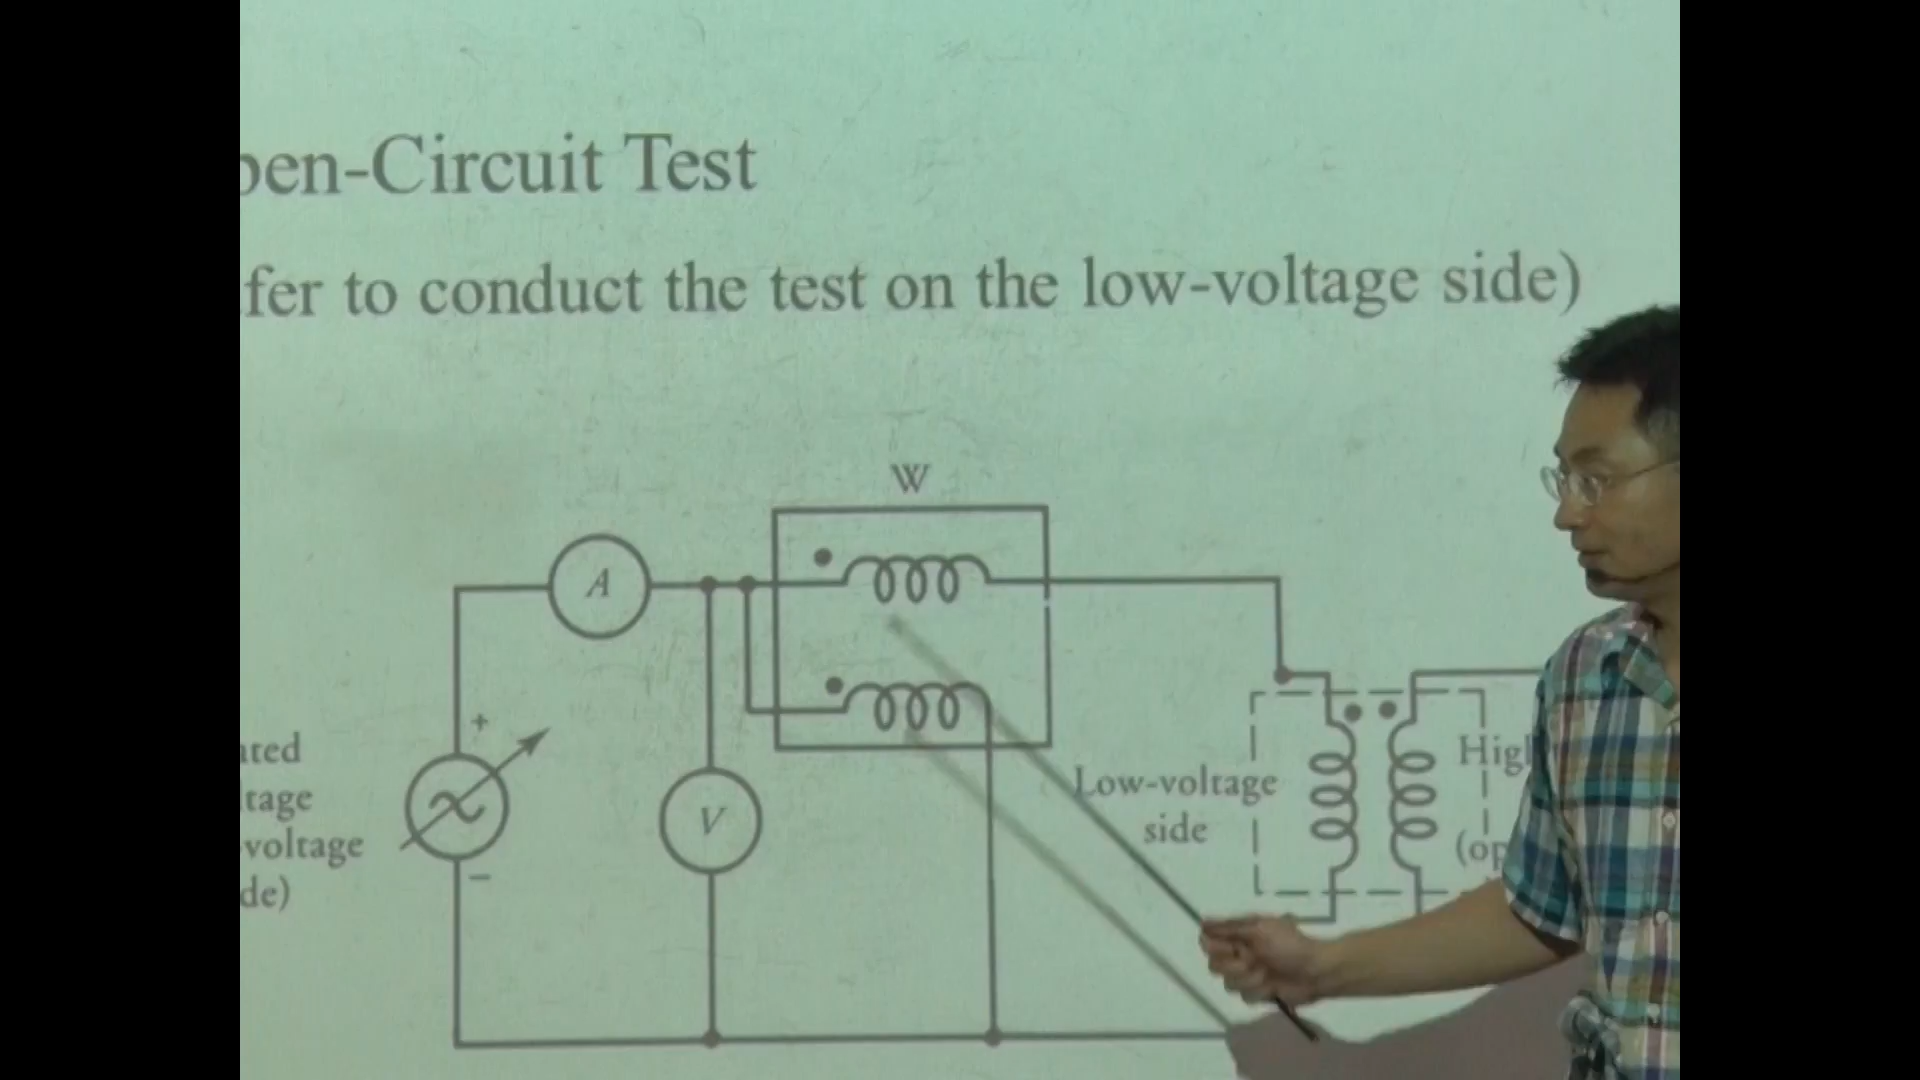 pen-Circuit Test
fer to conduct the test on the low-voltage side)
W
A
+
V
−
ated
tage
voltage
de)
Low-voltage
side
Hig
(op